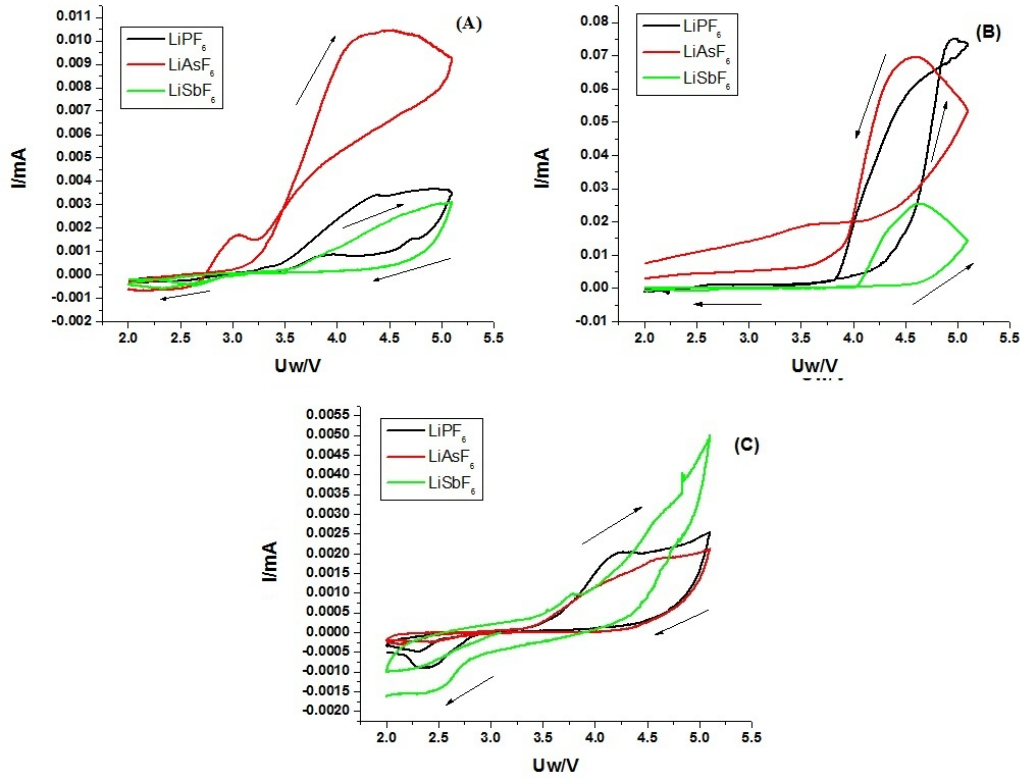 (A)
LiPF6
LiAsF6
LiSbF6
I/mA
0.011
0.010
0.009
0.008
0.007
0.006
0.005
0.004
0.003
0.002
0.001
0.000
-0.001
-0.002
2.0 2.5 3.0 3.5 4.0 4.5 5.0 5.5
Uw/V
(B)
LiPF6
LiAsF6
LiSbF6
I/mA
0.08
0.07
0.06
0.05
0.04
0.03
0.02
0.01
0.00
-0.01
2.0 2.5 3.0 3.5 4.0 4.5 5.0 5.5
Uw/V
Uw/V
(C)
LiPF6
LiAsF6
LiSbF6
I/mA
0.0055
0.0050
0.0045
0.0040
0.0035
0.0030
0.0025
0.0020
0.0015
0.0010
0.0005
0.0000
-0.0005
-0.0010
-0.0015
-0.0020
2.0 2.5 3.0 3.5 4.0 4.5 5.0 5.5
Uw/V